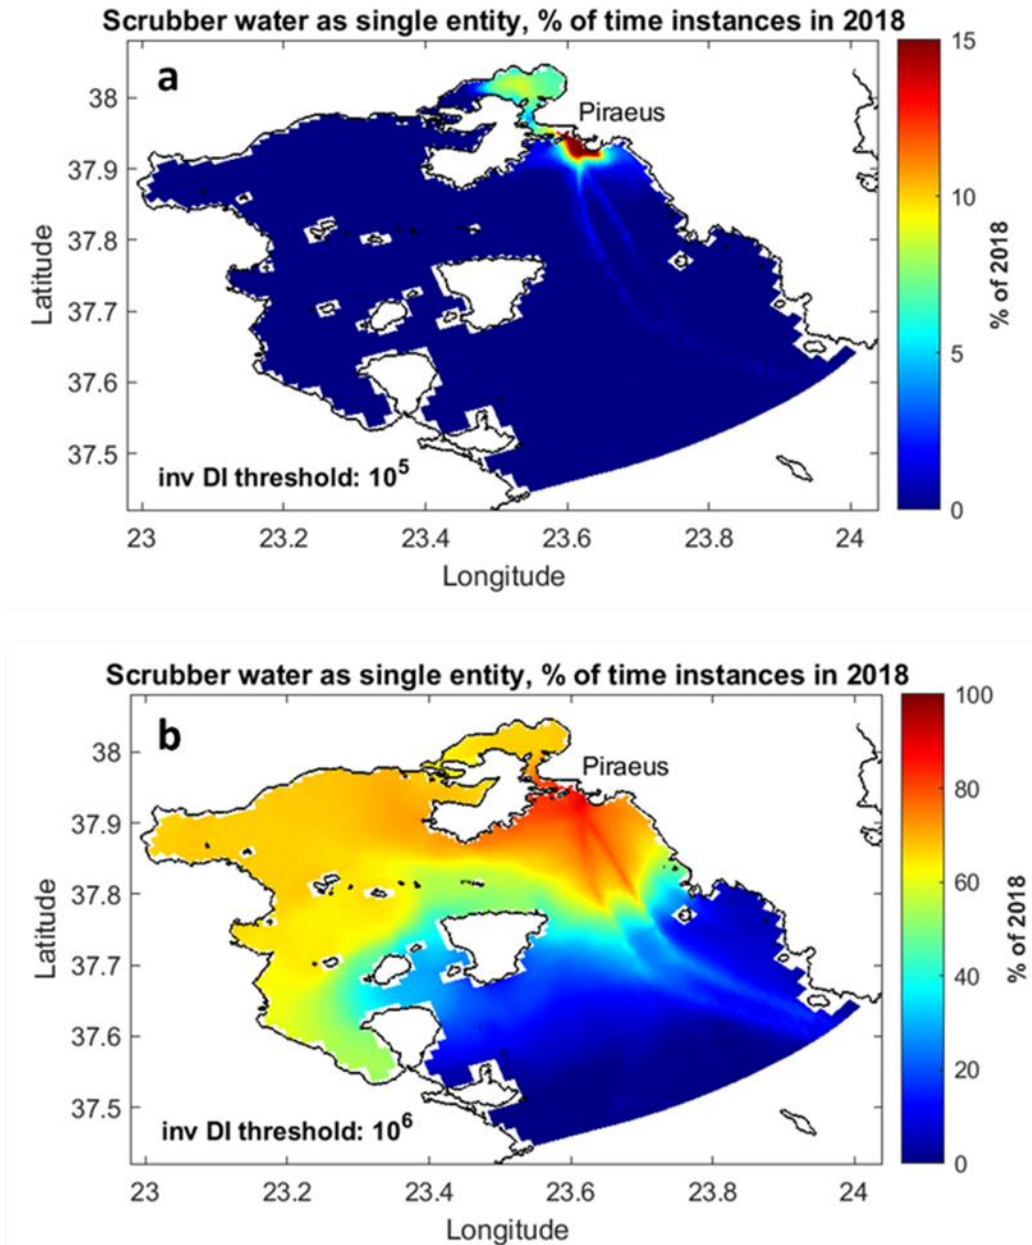 Scrubber water as single entity, % of time instances in 2018
a
Piraeus
38
37.9
37.8
37.7
37.6
37.5
Latitude
inv DI threshold: 10^5
23 23.2 23.4 23.6 23.8 24
Longitude
15
10
5
0
% of 2018
Scrubber water as single entity, % of time instances in 2018
b
Piraeus
38
37.9
37.8
37.7
37.6
37.5
Latitude
inv DI threshold: 10^6
23 23.2 23.4 23.6 23.8 24
Longitude
100
80
60
40
20
0
% of 2018